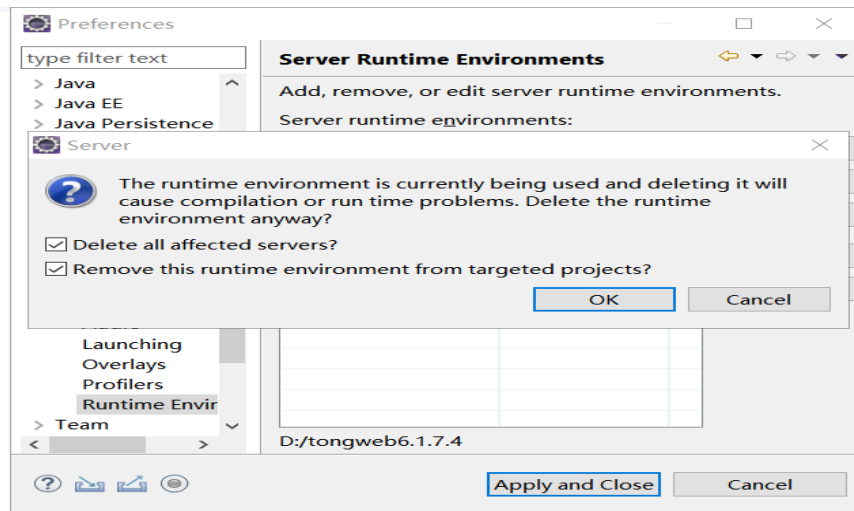 Preferences
type filter text
Server Runtime Environments
Java
Java EE
Java Persistence
Add, remove, or edit server runtime environments.
Server runtime environments:
Server
The runtime environment is currently being used and deleting it will
cause compilation or run time problems. Delete the runtime
environment anyway?
Delete all affected servers?
Remove this runtime environment from targeted projects?
OK
Cancel
Launching
Overlays
Profilers
Runtime Envir
Team
D:/tongweb6.1.7.4
Apply and Close
Cancel